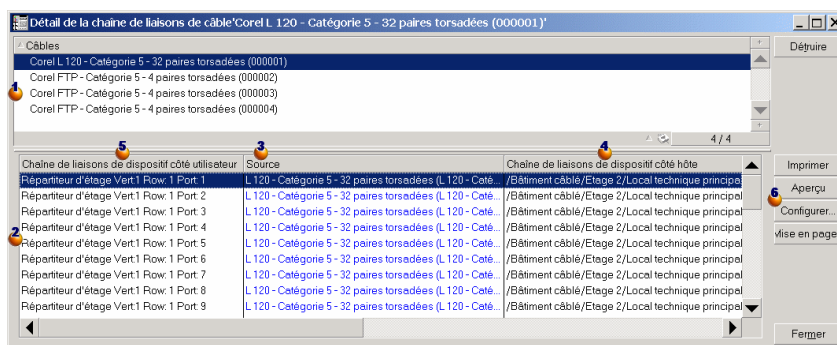 Détail de la chaîne de liaisons de câble'Corel L 120 - Catégorie 5 - 32 paires torsadées (000001)'
Câbles
Détruire
Corel L 120 - Catégorie 5 - 32 paires torsadées (000001)
Corel FTP - Catégorie 5 - 4 paires torsadées (000002)
1
Corel FTP - Catégorie 5 - 4 paires torsadées (000003)
Corel FTP - Catégorie 5 - 4 paires torsadées (000004)
4 / 4
5 3 4
Chaîne de liaisons de dispositif côté utilisateur Source Chaîne de liaisons de dispositif côté hôte
Imprimer
Répartiteur d'étage Vert:1 Row: 1 Port: 1 L 120 - Catégorie 5 - 32 paires torsadées (L 120 - Caté... /Bâtiment câblé/Etage 2/Local technique principal
Aperçu
6
Répartiteur d'étage Vert:1 Row: 1 Port: 2 L 120 - Catégorie 5 - 32 paires torsadées (L 120 - Caté... /Bâtiment câblé/Etage 2/Local technique principal
Configurer...
Répartiteur d'étage Vert:1 Row: 1 Port: 3 L 120 - Catégorie 5 - 32 paires torsadées (L 120 - Caté... /Bâtiment câblé/Etage 2/Local technique principal
Répartiteur d'étage Vert:1 Row: 1 Port: 4 L 120 - Catégorie 5 - 32 paires torsadées (L 120 - Caté... /Bâtiment câblé/Etage 2/Local technique principal
Mise en page
2
Répartiteur d'étage Vert:1 Row: 1 Port: 5 L 120 - Catégorie 5 - 32 paires torsadées (L 120 - Caté... /Bâtiment câblé/Etage 2/Local technique principal
Répartiteur d'étage Vert:1 Row: 1 Port: 6 L 120 - Catégorie 5 - 32 paires torsadées (L 120 - Caté... /Bâtiment câblé/Etage 2/Local technique principal
Répartiteur d'étage Vert:1 Row: 1 Port: 7 L 120 - Catégorie 5 - 32 paires torsadées (L 120 - Caté... /Bâtiment câblé/Etage 2/Local technique principal
Répartiteur d'étage Vert:1 Row: 1 Port: 8 L 120 - Catégorie 5 - 32 paires torsadées (L 120 - Caté... /Bâtiment câblé/Etage 2/Local technique principal
Répartiteur d'étage Vert:1 Row: 1 Port: 9 L 120 - Catégorie 5 - 32 paires torsadées (L 120 - Caté... /Bâtiment câblé/Etage 2/Local technique principal
Fermer